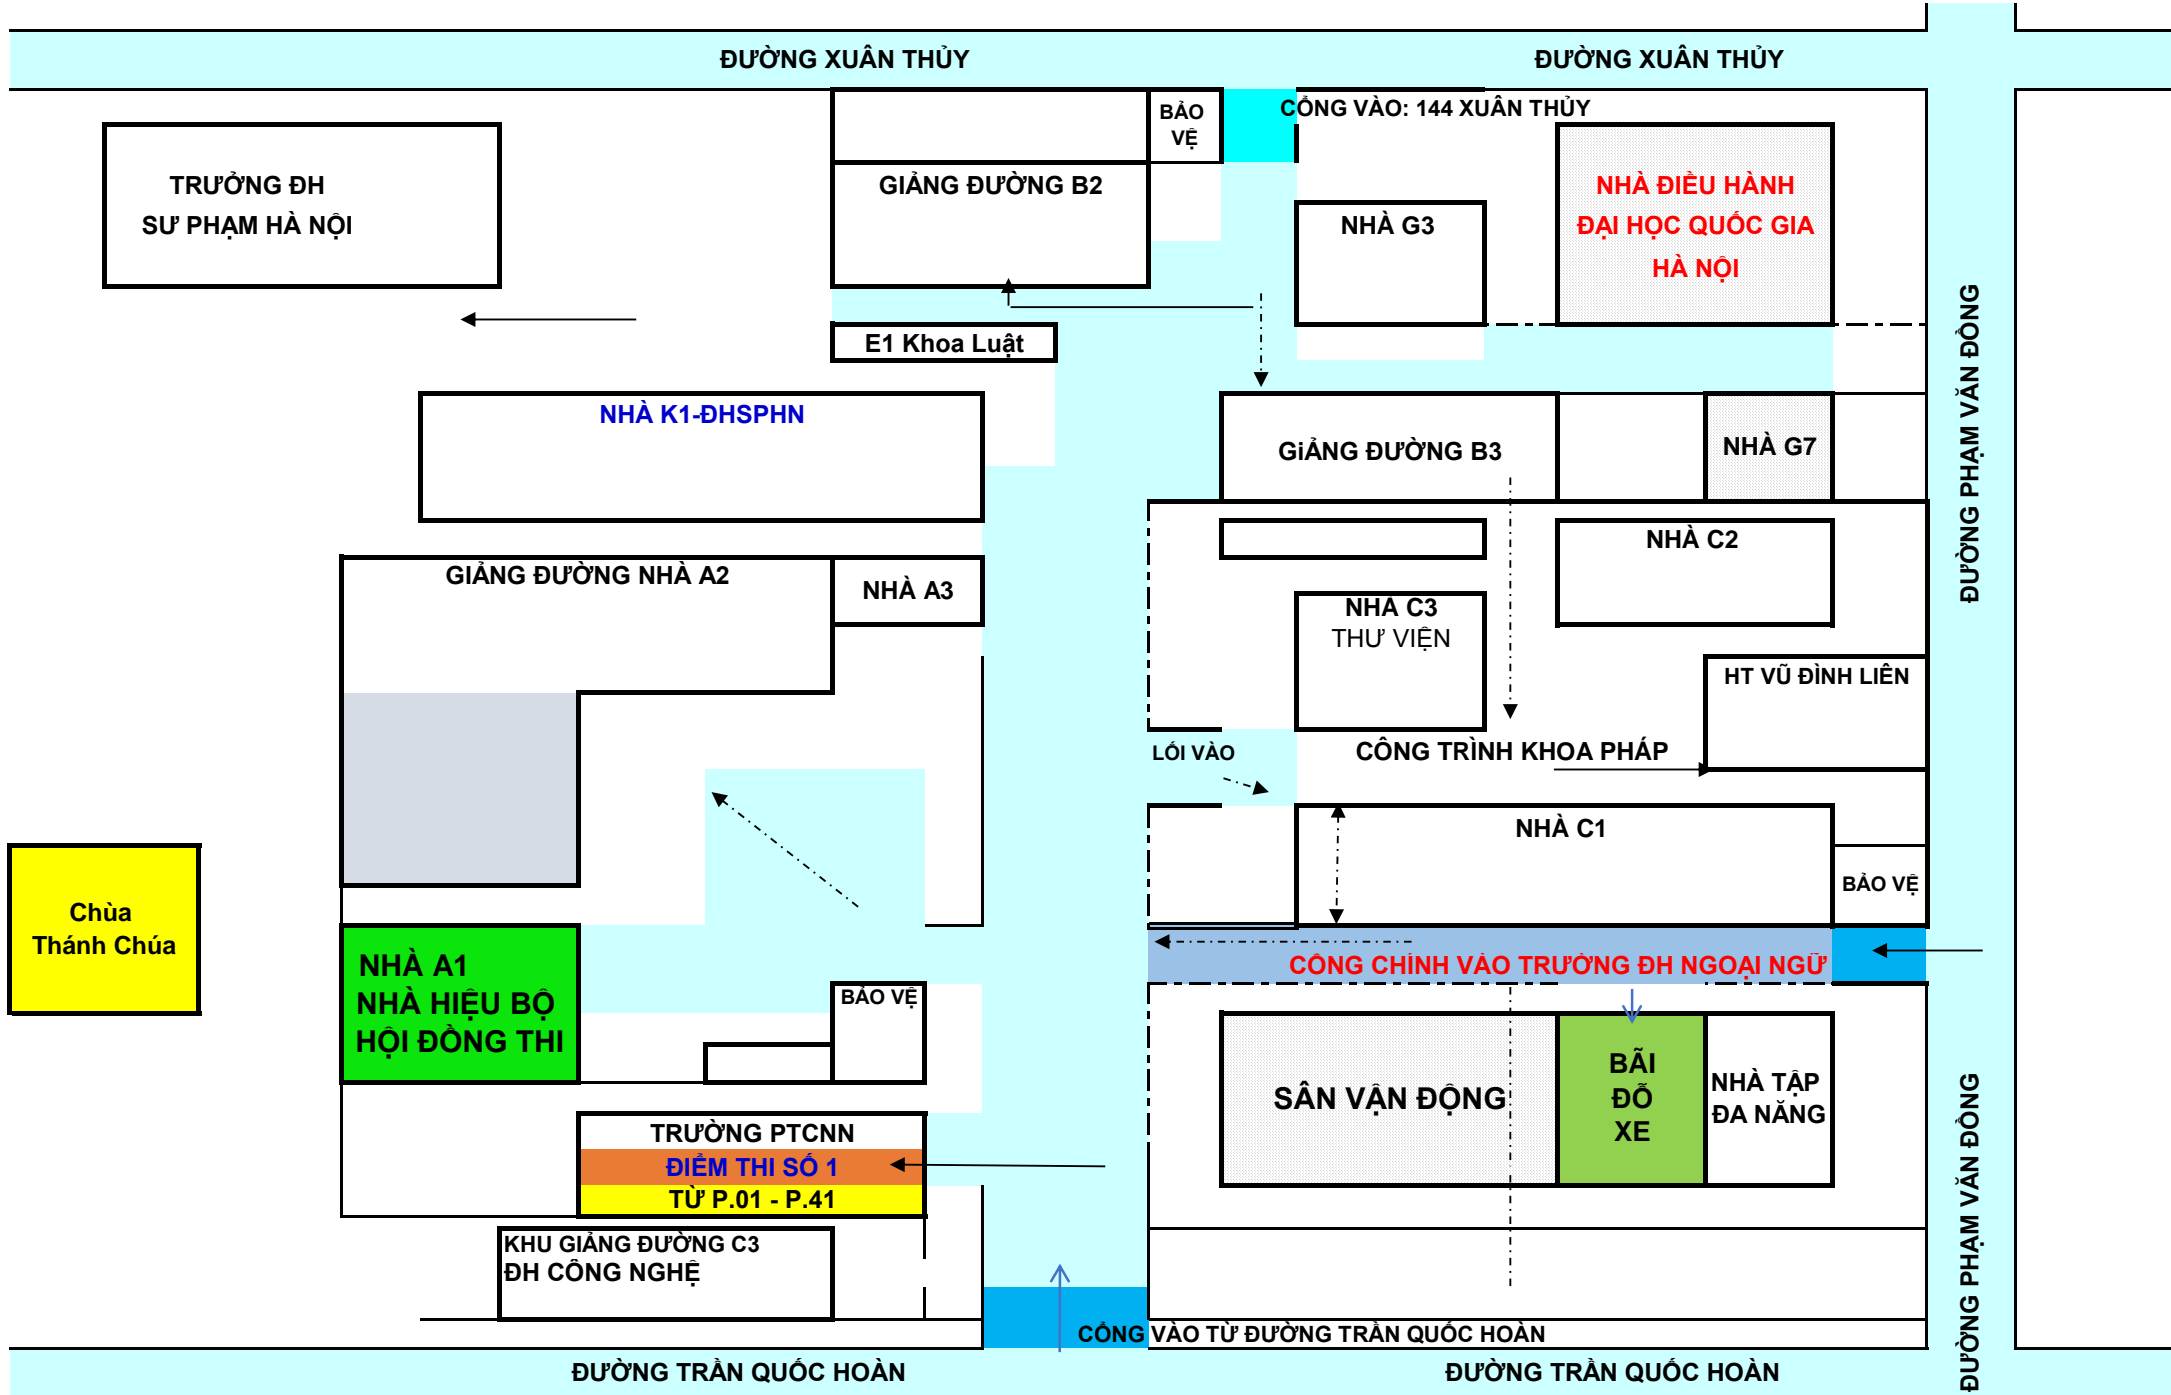 ĐƯỜNG XUÂN THỦY
ĐƯỜNG XUÂN THỦY
BẢO
VỆ
CỔNG VÀO: 144 XUÂN THỦY
TRƯỞNG ĐH
SƯ PHẠM HÀ NỘI
GIẢNG ĐƯỜNG B2
NHÀ G3
NHÀ ĐIỀU HÀNH
ĐẠI HỌC QUỐC GIA
HÀ NỘI
E1 Khoa Luật
ĐƯỜNG PHẠM VĂN ĐỒNG
NHÀ K1-ĐHSPHN
GiẢNG ĐƯỜNG B3
NHÀ G7
GIẢNG ĐƯỜNG NHÀ A2
NHÀ A3
NHÀ C2
NHÀ C3
THƯ VIỆN
HT VŨ ĐÌNH LIÊN
LỐI VÀO
CÔNG TRÌNH KHOA PHÁP
NHÀ C1
BẢO VỆ
Chùa
Thánh Chúa
NHÀ A1
NHÀ HIỆU BỘ
HỘI ĐỒNG THI
CỔNG CHÍNH VÀO TRƯỜNG ĐH NGOẠI NGỮ
BẢO VỆ
SÂN VẬN ĐỘNG
BÃI
ĐỖ
XE
NHÀ TẬP
ĐA NĂNG
ĐƯỜNG PHẠM VĂN ĐỒNG
TRƯỜNG PTCNN
ĐIỂM THI SỐ 1
TỪ P.01 - P.41
KHU GIẢNG ĐƯỜNG C3
ĐH CÔNG NGHỆ
CỔNG VÀO TỪ ĐƯỜNG TRẦN QUỐC HOÀN
ĐƯỜNG TRẦN QUỐC HOÀN
ĐƯỜNG TRẦN QUỐC HOÀN